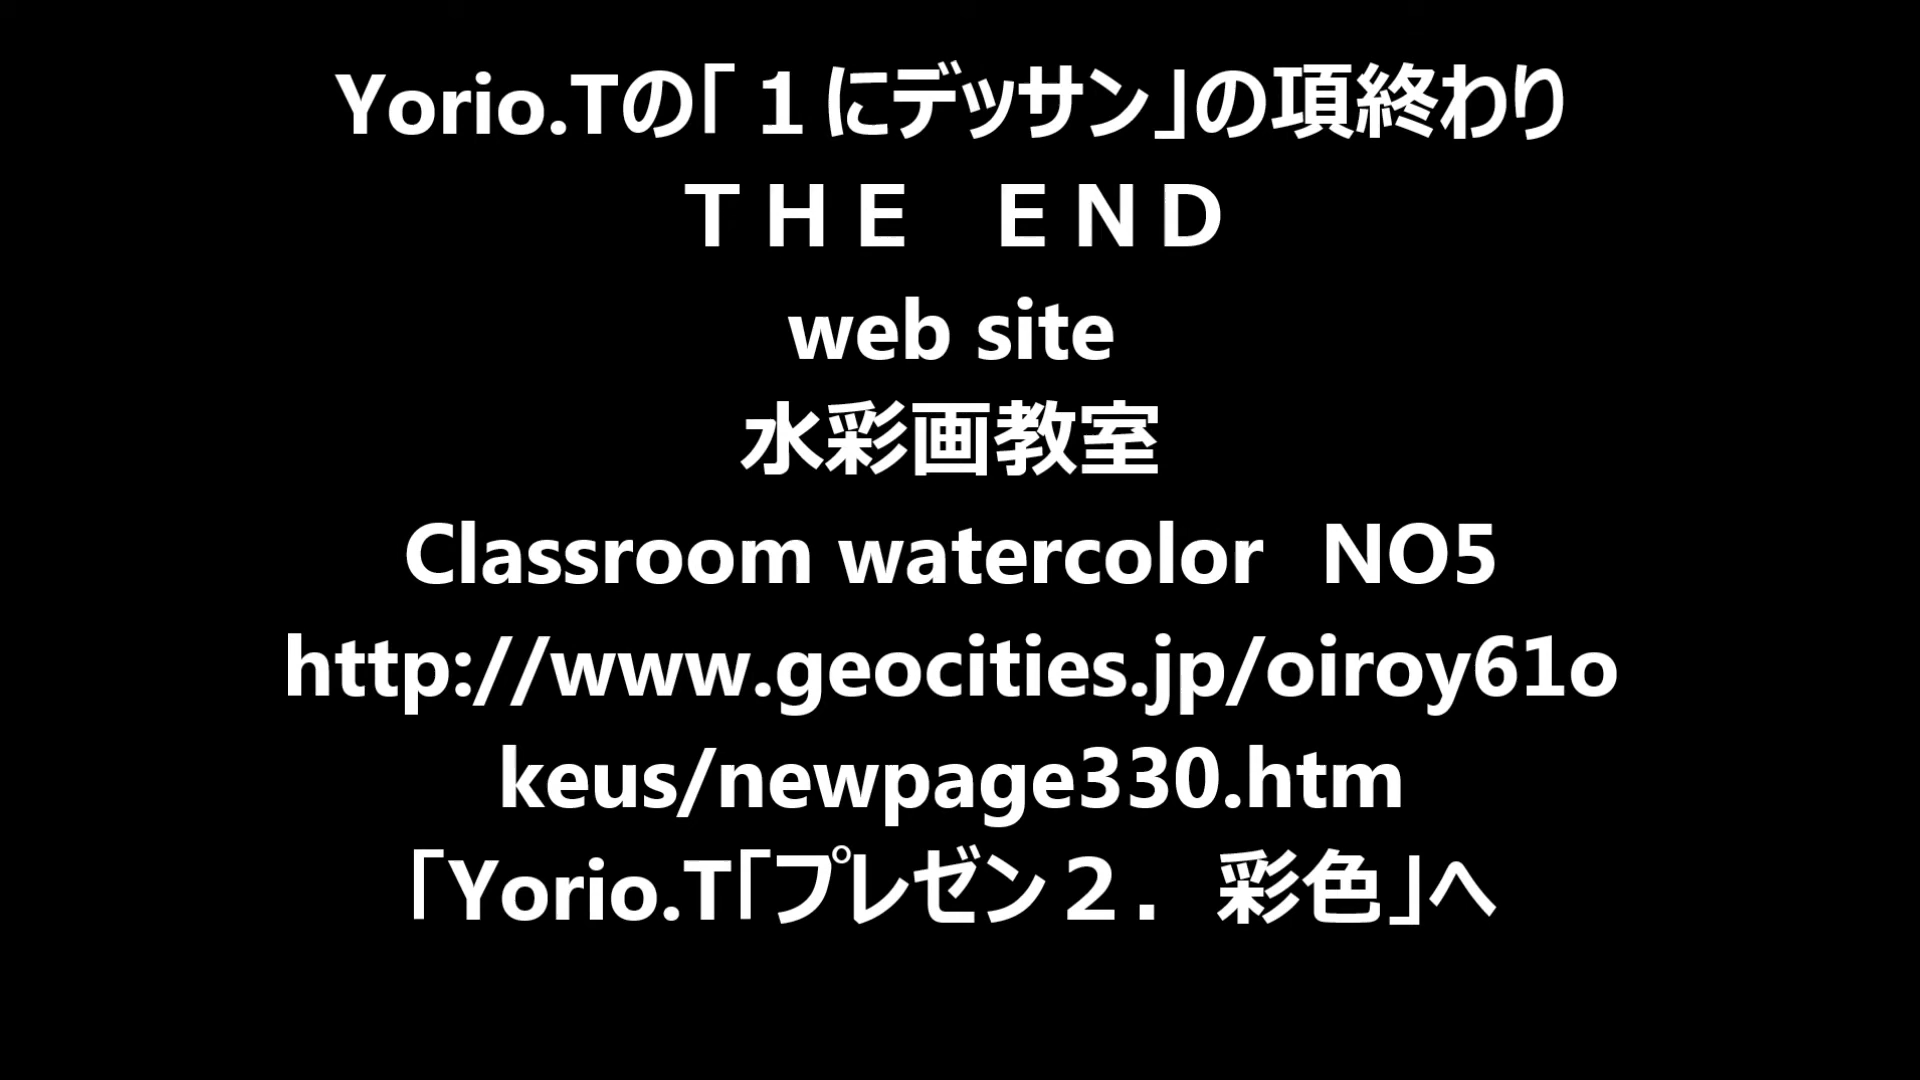 Yorio.Tの「１にデッサン」の項終わり
ＴＨＥ　ＥＮＤ
web site
水彩画教室
Classroom watercolor  NO5
http://www.geocities.jp/oiroy61o
keus/newpage330.htm
「Yorio.T「プレゼン２．彩色」へ